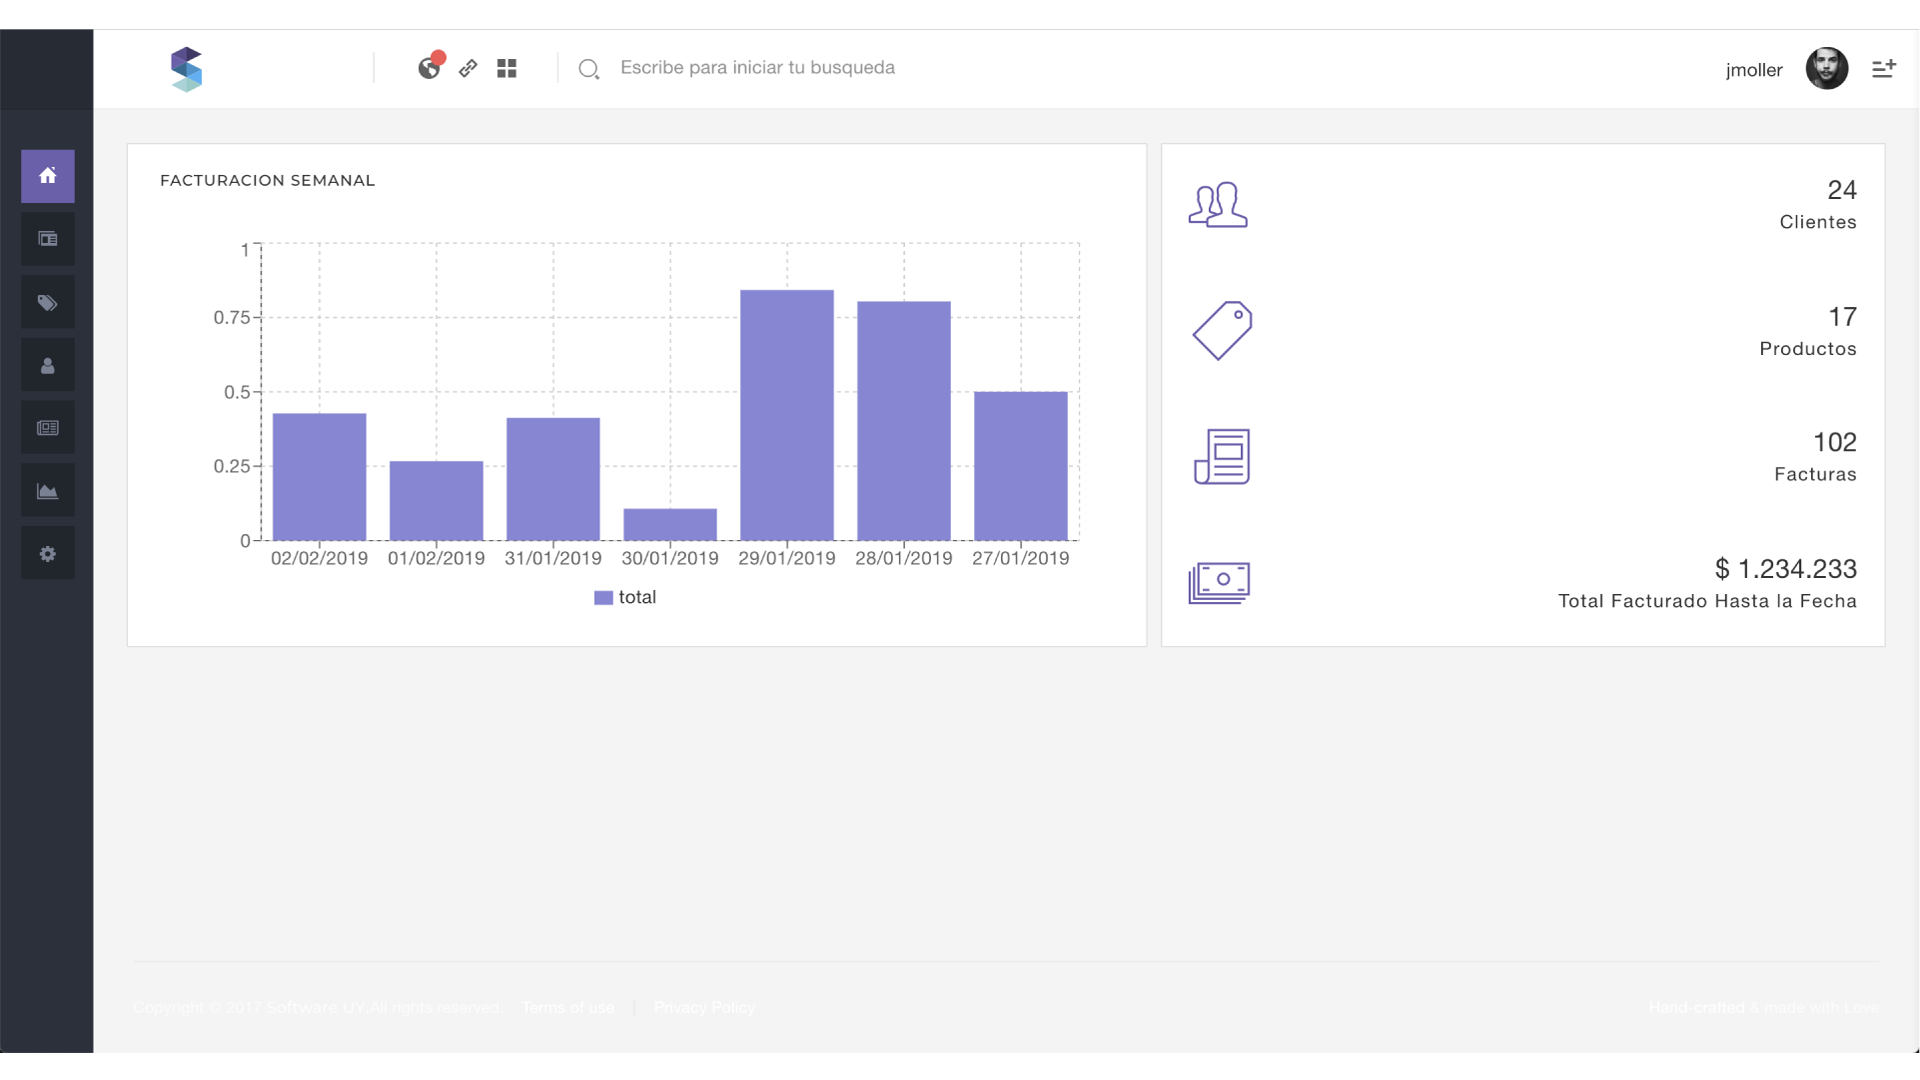 Escribe para iniciar tu busqueda
jmoller
FACTURACION SEMANAL
1
0.75
0.5
0.25
0
02/02/2019 01/02/2019 31/01/2019 30/01/2019 29/01/2019 28/01/2019 27/01/2019
total
24
Clientes
17
Productos
102
Facturas
$ 1.234.233
Total Facturado Hasta la Fecha
Copyright © 2017 Software UY.All rights reserved. Terms of use | Privacy Policy
Hand-crafted & made with Love